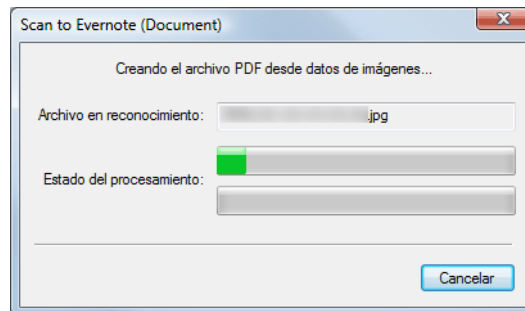 Scan to Evernote (Document)
Creando el archivo PDF desde datos de imágenes...
Archivo en reconocimiento: .jpg
Estado del procesamiento:
Cancelar